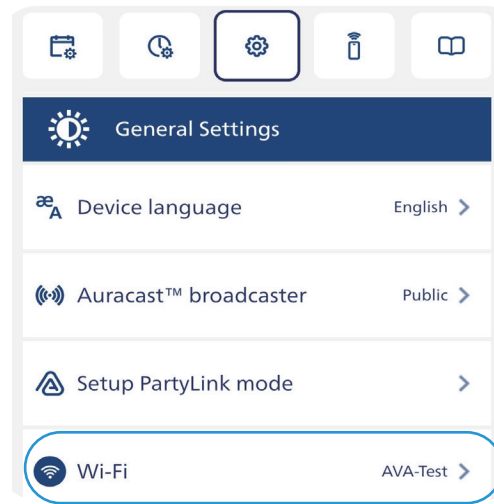 General Settings
Device language English
Auracast™ broadcaster Public
Setup PartyLink mode
Wi-Fi AVA-Test